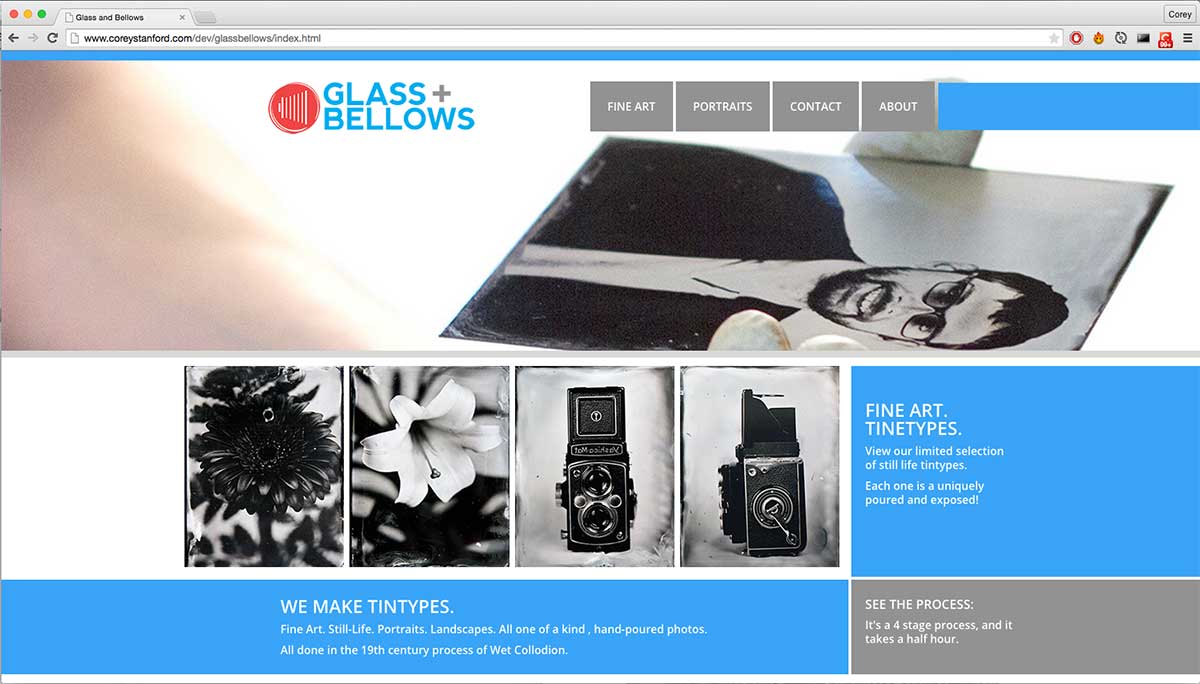 Glass and Bellows
Corey
www.coreystanford.com/dev/glassbellows/index.html
GLASS +
BELLOWS
FINE ART
PORTRAITS
CONTACT
ABOUT
FINE ART.
TINETYPES.
View our limited selection
of still life tintypes.
Each one is a uniquely
poured and exposed!
WE MAKE TINTYPES.
Fine Art. Still-Life. Portraits. Landscapes. All one of a kind , hand-poured photos.
All done in the 19th century process of Wet Collodion.
SEE THE PROCESS:
It's a 4 stage process, and it
takes a half hour.